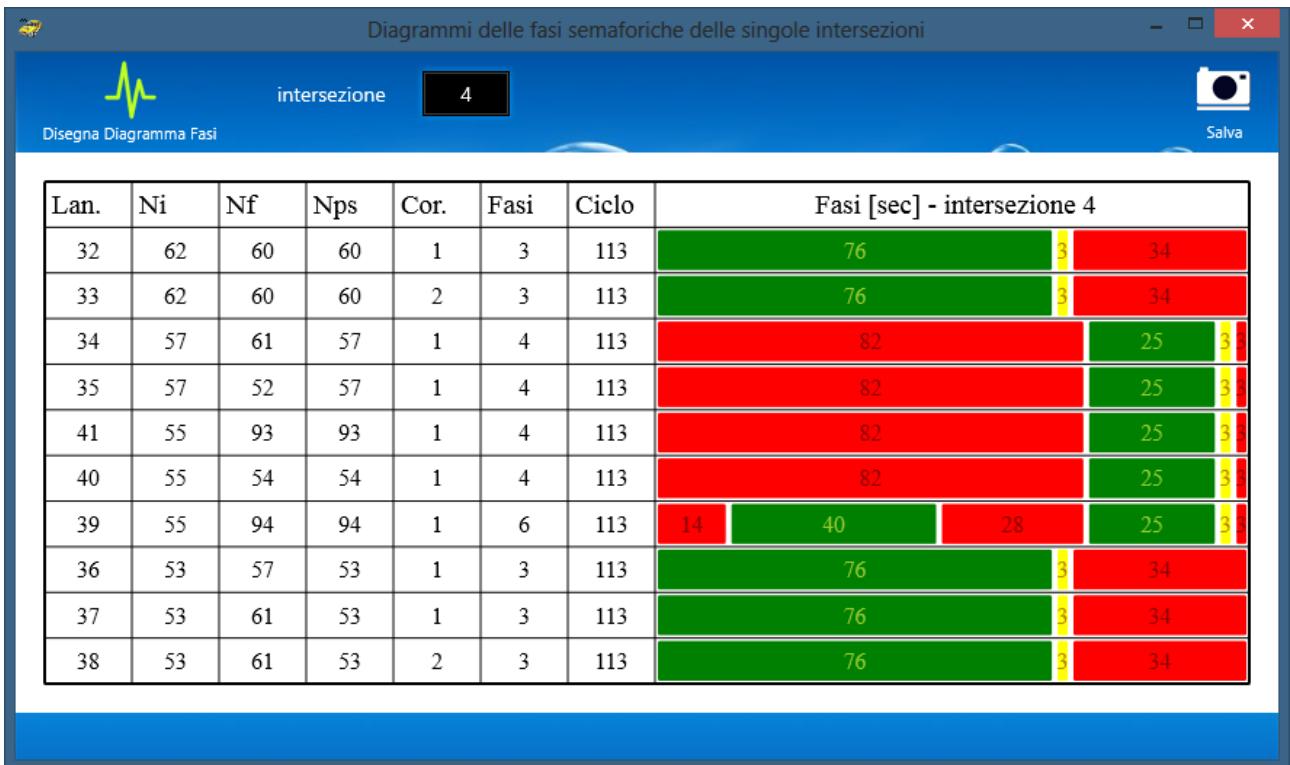 Diagrammi delle fasi semaforiche delle singole intersezioni
intersezione 4
Disegna Diagramma Fasi
Salva
Lan. Ni Nf Nps Cor. Fasi Ciclo Fasi [sec] - intersezione 4
32 62 60 60 1 3 113 76 3 34
33 62 60 60 2 3 113 76 3 34
34 57 61 57 1 4 113 82 25 3 3
35 57 52 57 1 4 113 82 25 3 3
41 55 93 93 1 4 113 82 25 3 3
40 55 54 54 1 4 113 82 25 3 3
39 55 94 94 1 6 113 14 40 28 25 3 3
36 53 57 53 1 3 113 76 3 34
37 53 61 53 1 3 113 76 3 34
38 53 61 53 2 3 113 76 3 34